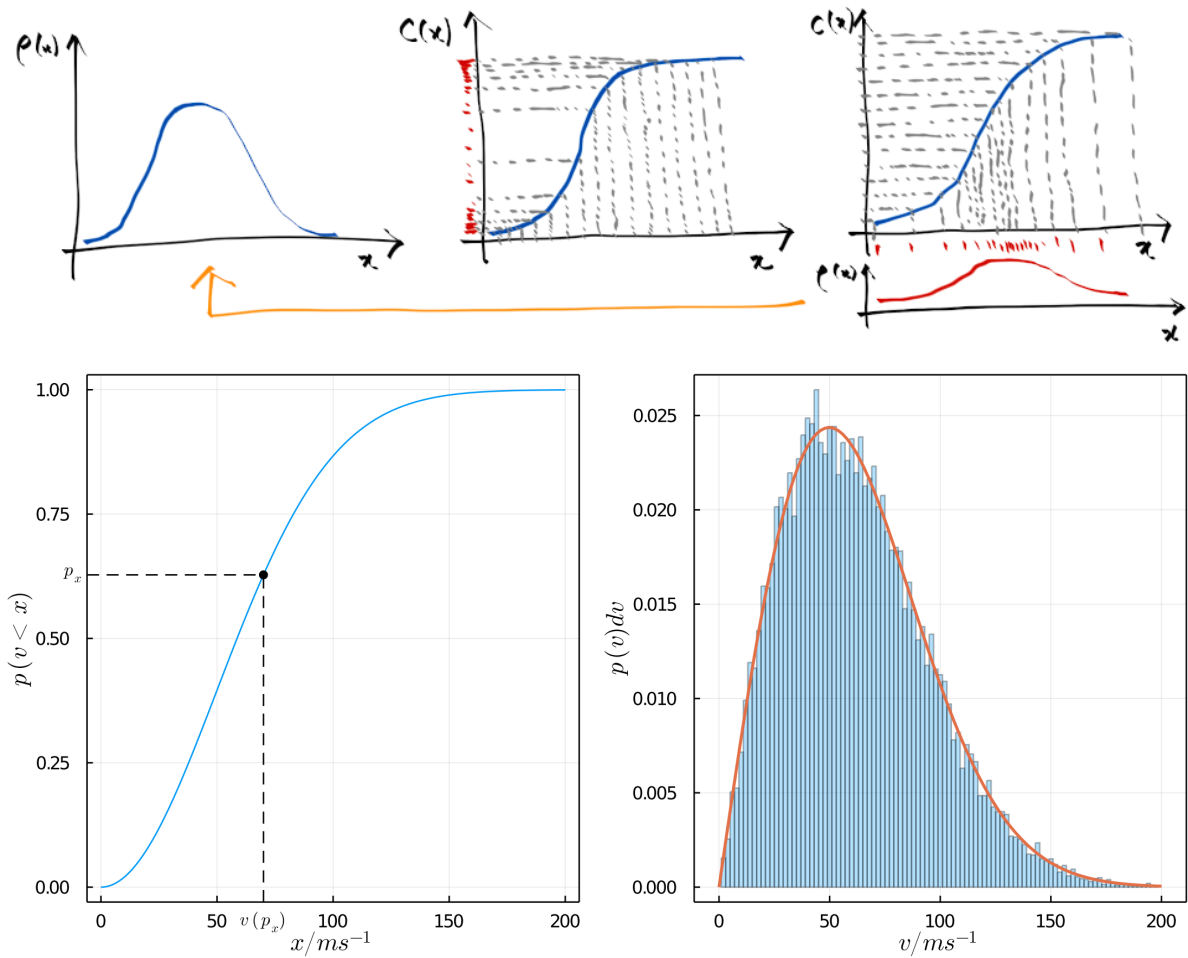 ρ(x)
x
C(x)
x
C(x)
ρ(x)
x
1.00
0.75
0.50
0.25
0.00
p_x
p(v < x)
0 50 v(p_x) 100 150 200
x/ms⁻¹
0.025
0.020
0.015
0.010
0.005
0.000
p(v)dv
0 50 100 150 200
v/ms⁻¹